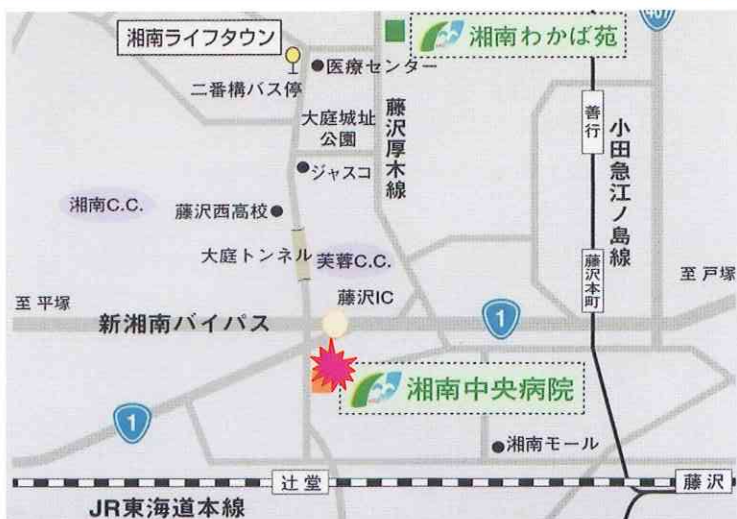 467
湘南ライフタウン
湘南わかば苑
二番構バス停
医療センター
大庭城址
公園
藤沢厚木線
善行
小田急江ノ島線
ジャスコ
湘南C.C.
藤沢西高校
大庭トンネル
芙蓉C.C.
藤沢本町
至 戸塚
至 平塚
藤沢IC
新湘南バイパス
1
湘南中央病院
1
湘南モール
辻堂
藤沢
JR東海道本線